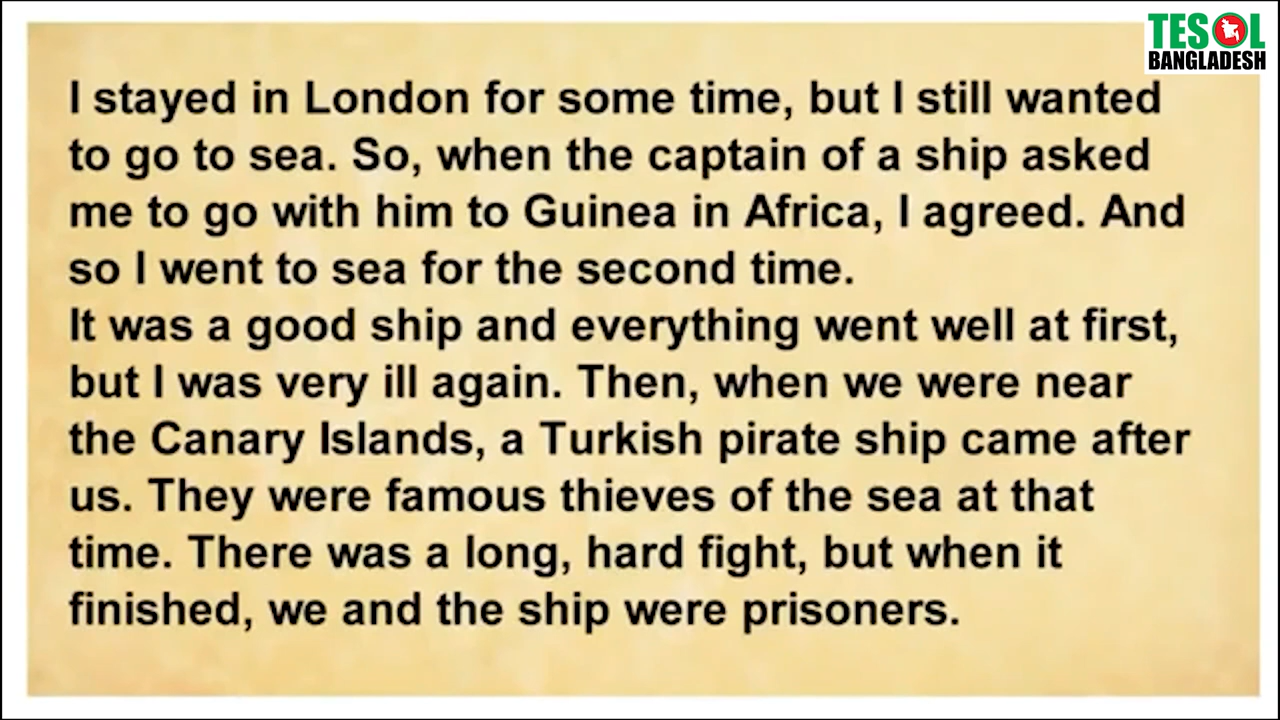 TESOL
BANGLADESH
I stayed in London for some time, but I still wanted
to go to sea. So, when the captain of a ship asked
me to go with him to Guinea in Africa, I agreed. And
so I went to sea for the second time.
It was a good ship and everything went well at first,
but I was very ill again. Then, when we were near
the Canary Islands, a Turkish pirate ship came after
us. They were famous thieves of the sea at that
time. There was a long, hard fight, but when it
finished, we and the ship were prisoners.